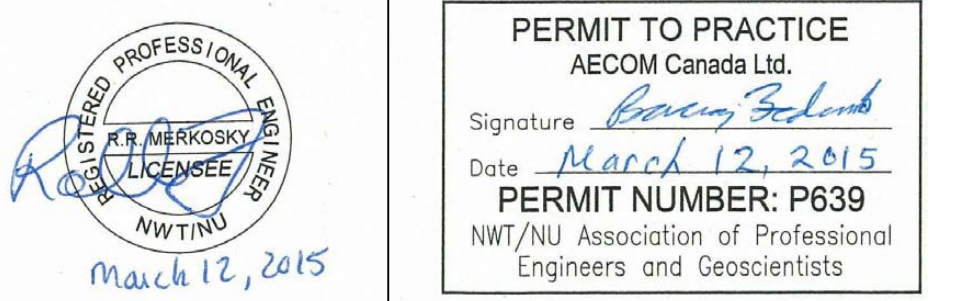 REGISTERED PROFESSIONAL ENGINEER
R.R. MERKOSKY
LICENSEE
NWT/NU
March 12, 2015
PERMIT TO PRACTICE
AECOM Canada Ltd.
Signature
Date March 12, 2015
PERMIT NUMBER: P639
NWT/NU Association of Professional
Engineers and Geoscientists